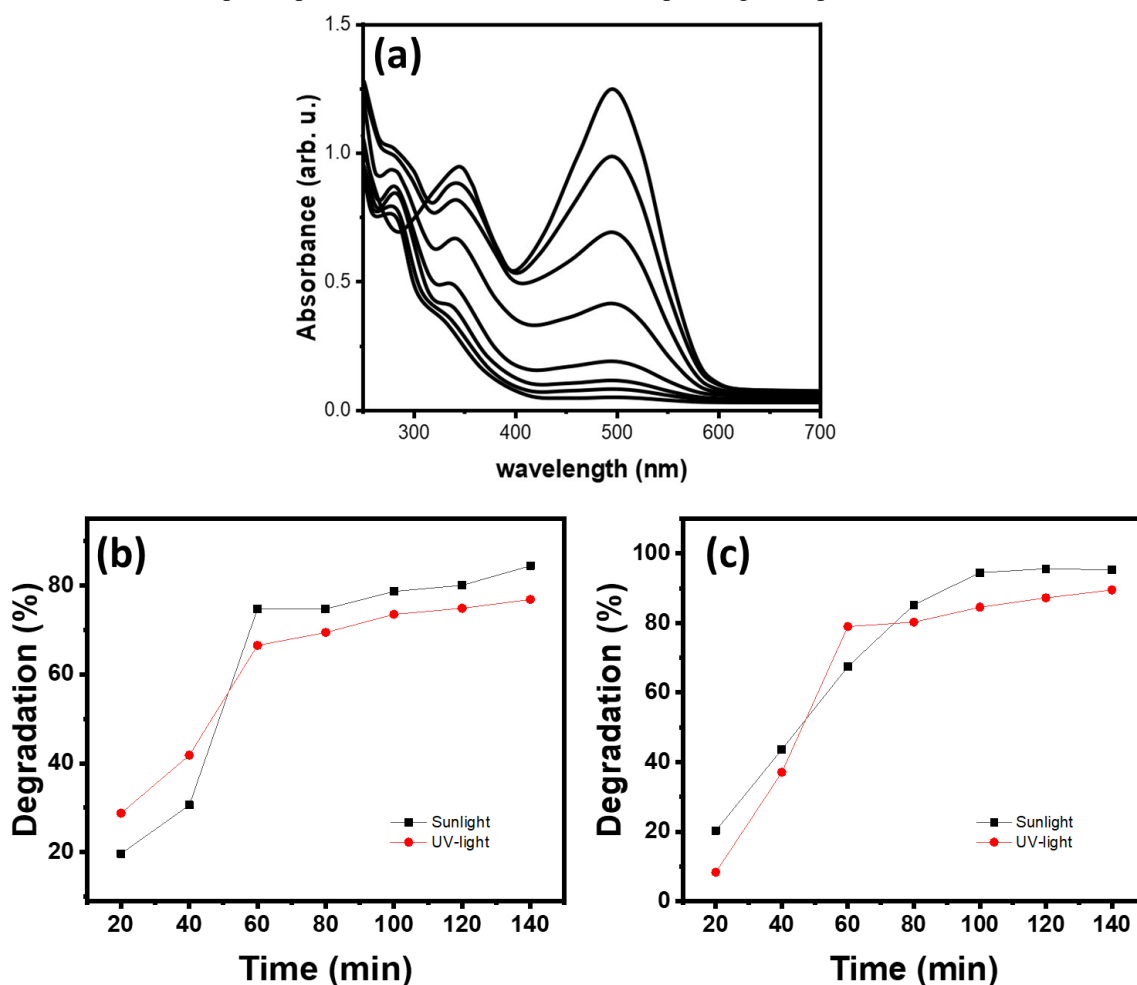 (a)
Absorbance (arb. u.)
1.5
1.0
0.5
0.0
300 400 500 600 700
wavelength (nm)
(b)
Degradation (%)
80
60
40
20
Sunlight
UV-light
20 40 60 80 100 120 140
Time (min)
(c)
Degradation (%)
100
80
60
40
20
0
Sunlight
UV-light
20 40 60 80 100 120 140
Time (min)